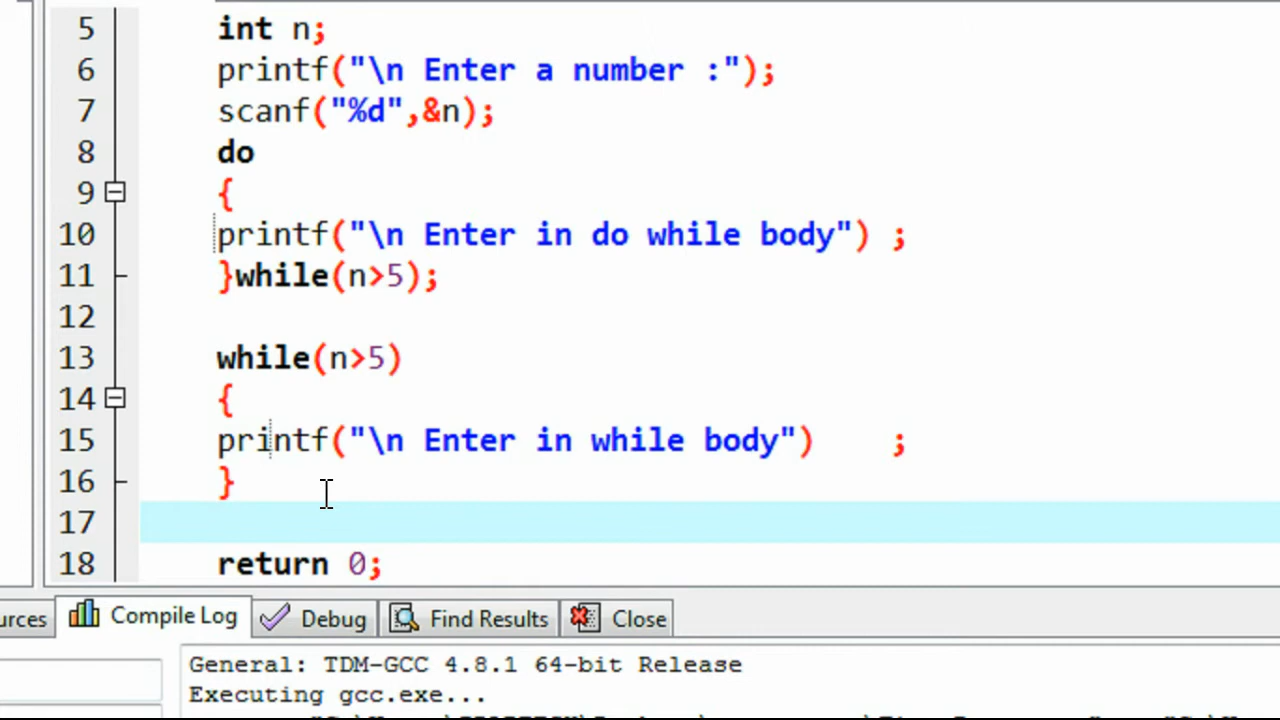 5 int n;
6 printf("\n Enter a number :");
7 scanf("%d",&n);
8 do
9 {
10 printf("\n Enter in do while body") ;
11 }while(n>5);
12
13 while(n>5)
14 {
15 printf("\n Enter in while body")    ;
16 }
17
18 return 0;
urces Compile Log Debug Find Results Close
General: TDM-GCC 4.8.1 64-bit Release
Executing gcc.exe...